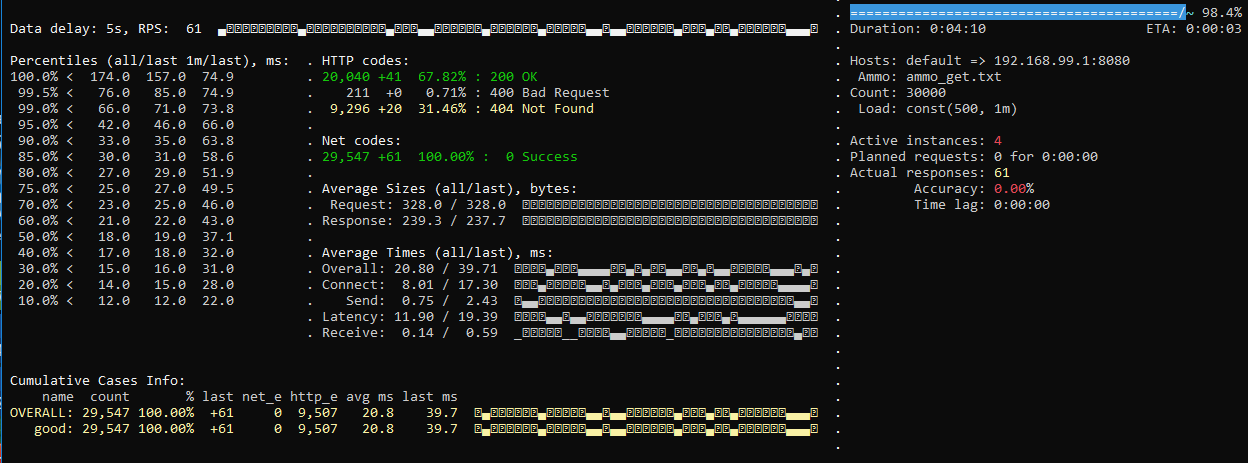 Data delay: 5s, RPS: 61
Percentiles (all/last 1m/last), ms:
100.0% < 174.0 157.0 74.9
99.5% < 76.0 85.0 74.9
99.0% < 66.0 71.0 73.8
95.0% < 42.0 46.0 66.0
90.0% < 33.0 35.0 63.8
85.0% < 30.0 31.0 58.6
80.0% < 27.0 29.0 51.9
75.0% < 25.0 27.0 49.5
70.0% < 23.0 25.0 46.0
60.0% < 21.0 22.0 43.0
50.0% < 18.0 19.0 37.1
40.0% < 17.0 18.0 32.0
30.0% < 15.0 16.0 31.0
20.0% < 14.0 15.0 28.0
10.0% < 12.0 12.0 22.0
. HTTP codes:
. 20,040 +41 67.82% : 200 OK
. 211 +0 0.71% : 400 Bad Request
. 9,296 +20 31.46% : 404 Not Found
.
. Net codes:
. 29,547 +61 100.00% : 0 Success
.
. Average Sizes (all/last), bytes:
. Request: 328.0 / 328.0
. Response: 239.3 / 237.7
.
. Average Times (all/last), ms:
. Overall: 20.80 / 39.71
. Connect: 8.01 / 17.30
. Send: 0.75 / 2.43
. Latency: 11.90 / 19.39
. Receive: 0.14 / 0.59
Cumulative Cases Info:
name count % last net_e http_e avg ms last ms
OVERALL: 29,547 100.00% +61 0 9,507 20.8 39.7
good: 29,547 100.00% +61 0 9,507 20.8 39.7
=========================================/~ 98.4%
Duration: 0:04:10 ETA: 0:00:03
Hosts: default => 192.168.99.1:8080
Ammo: ammo_get.txt
Count: 30000
Load: const(500, 1m)
Active instances: 4
Planned requests: 0 for 0:00:00
Actual responses: 61
Accuracy: 0.00%
Time lag: 0:00:00